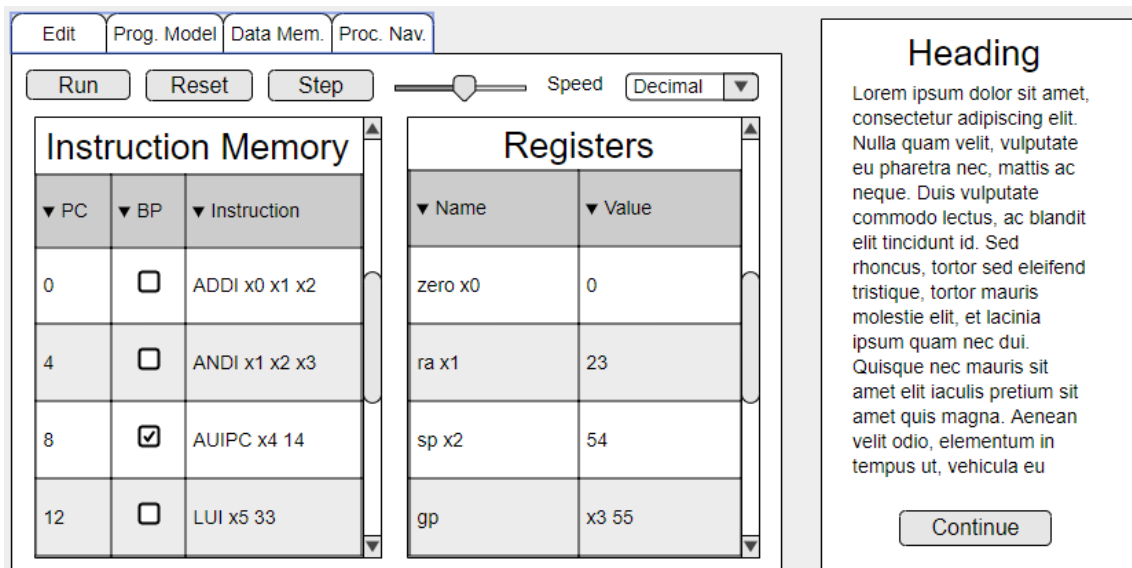 Edit Prog. Model Data Mem. Proc. Nav.
Run Reset Step Speed Decimal
Instruction Memory
PC BP Instruction
0 ADDI x0 x1 x2
4 ANDI x1 x2 x3
8 AUIPC x4 14
12 LUI x5 33
Registers
Name Value
zero x0 0
ra x1 23
sp x2 54
gp x3 55
Heading
Lorem ipsum dolor sit amet,
consectetur adipiscing elit.
Nulla quam velit, vulputate
eu pharetra nec, mattis ac
neque. Duis vulputate
commodo lectus, ac blandit
elit tincidunt id. Sed
rhoncus, tortor sed eleifend
tristique, tortor mauris
molestie elit, et lacinia
ipsum quam nec dui.
Quisque nec mauris sit
amet elit iaculis pretium sit
amet quis magna. Aenean
velit odio, elementum in
tempus ut, vehicula eu
Continue